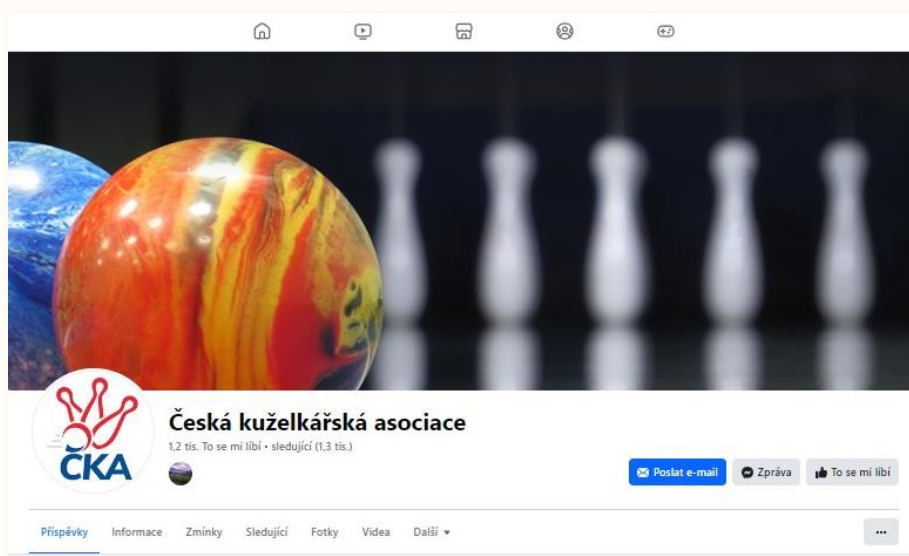 Česká kuželkářská asociace
1,2 tis. To se mi líbí • sledující (1,3 tis.)
ČKA
Poslat e-mail Zpráva To se mi líbí
Příspěvky Informace Zmínky Sledující Fotky Videa Další